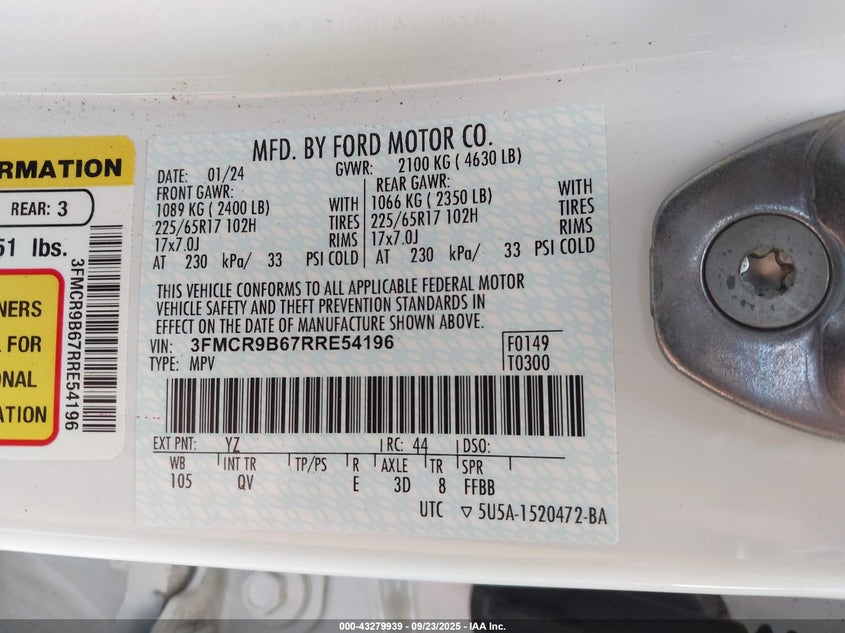 RMATION
REAR: 3
51 lbs.
3FMCR9B67RRE54196
NERS
L FOR
ONAL
ATION
MFD. BY FORD MOTOR CO.
DATE: 01/24 GVWR: 2100 KG ( 4630 LB)
FRONT GAWR: REAR GAWR:
1089 KG ( 2400 LB) WITH 1066 KG ( 2350 LB) WITH
225/65R17 102H TIRES 225/65R17 102H TIRES
17x7.0J RIMS 17x7.0J RIMS
AT 230 kPa/ 33 PSI COLD AT 230 kPa/ 33 PSI COLD
THIS VEHICLE CONFORMS TO ALL APPLICABLE FEDERAL MOTOR
VEHICLE SAFETY AND THEFT PREVENTION STANDARDS IN
EFFECT ON THE DATE OF MANUFACTURE SHOWN ABOVE.
VIN: 3FMCR9B67RRE54196 F0149
TYPE: MPV T0300
EXT PNT: YZ RC: 44 DSO:
WB INT TR TP/PS R AXLE TR SPR
105 QV E 3D 8 FFBB
UTC ▽ 5U5A-1520472-BA
000-43279939 - 09/23/2025 - IAA Inc.